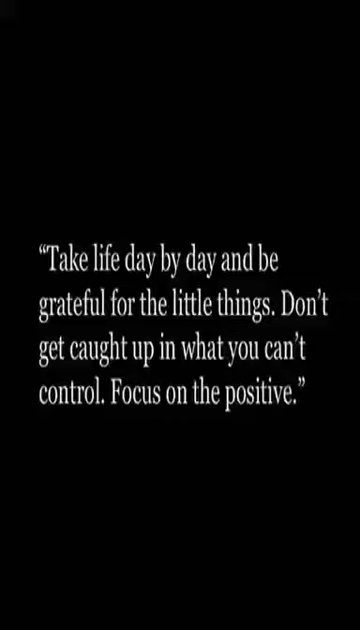 “Take life day by day and be
grateful for the little things. Don’t
get caught up in what you can’t
control. Focus on the positive.”